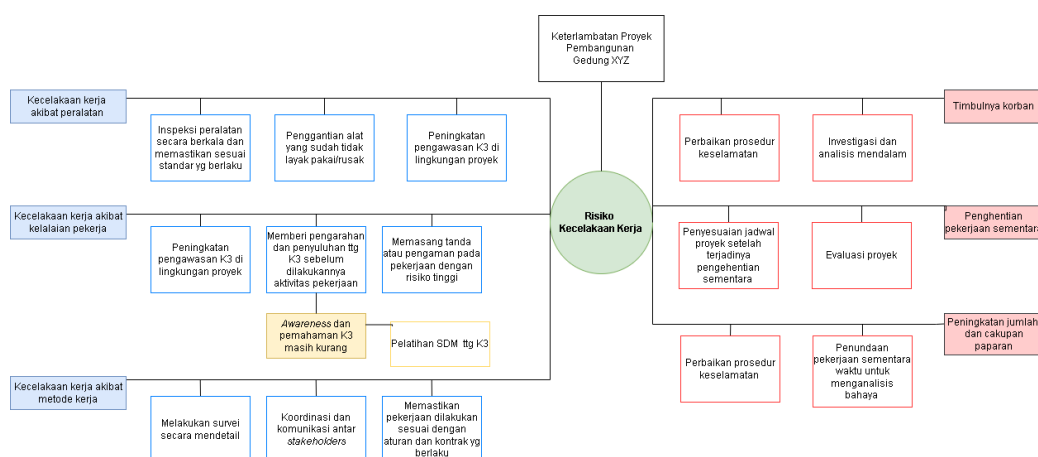 Keterlambatan Proyek
Pembangunan
Gedung XYZ
Kecelakaan kerja
akibat peralatan
Timbulnya korban
Inspeksi peralatan
secara berkala dan
memastikan sesuai
standar yg berlaku
Penggantian alat
yang sudah tidak
layak pakai/rusak
Peningkatan
pengawasan K3 di
lingkungan proyek
Perbaikan prosedur
keselamatan
Investigasi dan
analisis mendalam
Risiko
Kecelakaan Kerja
Kecelakaan kerja akibat
kelalaian pekerja
Penghentian
pekerjaan sementara
Peningkatan
pengawasan K3 di
lingkungan proyek
Memberi pengarahan
dan penyuluhan ttg
K3 sebelum
dilakukannya
aktivitas pekerjaan
Memasang tanda
atau pengaman pada
pekerjaan dengan
risiko tinggi
Penyesuaian jadwal
proyek setelah
terjadinya
pengehentian
sementara
Evaluasi proyek
Awareness dan
pemahaman K3
masih kurang
Pelatihan SDM ttg K3
Peningkatan jumlah
dan cakupan
paparan
Perbaikan prosedur
keselamatan
Penundaan
pekerjaan sementara
waktu untuk
menganalisis
bahaya
Kecelakaan kerja akibat
metode kerja
Melakukan survei
secara mendetail
Koordinasi dan
komunikasi antar
stakeholders
Memastikan
pekerjaan dilakukan
sesuai dengan
aturan dan kontrak yg
berlaku